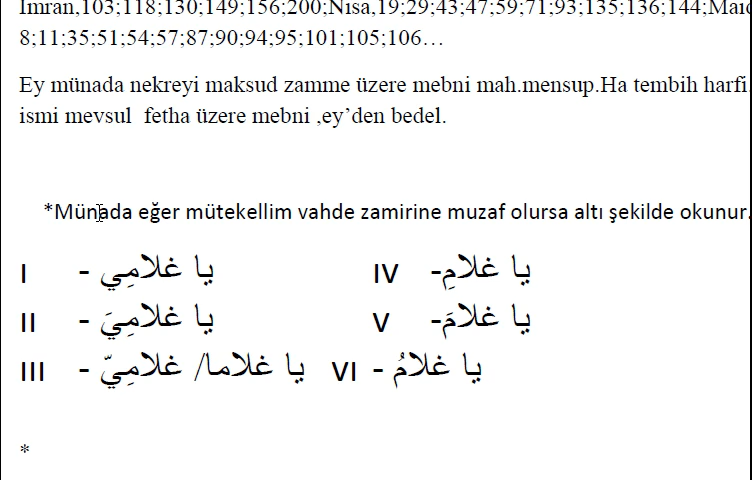 İmran,103;118;130;149;156;200;Nisa,19;29;43;47;59;71;93;135;136;144;
8;11;35;51;54;57;87;90;94;95;101;105;106…
Ey münada nekreyi maksud zamme üzere mebni mah.mensup.Ha tembih harfi
ismi mevsul fetha üzere mebni ,ey’den bedel.
*Münada eğer mütekellim vahde zamirine muzaf olursa altı şekilde okunur.
I - يا غلامِي IV - يا غلامِ
II - يا غلامِيَ V - يا غلامَ
III - يا غلاما/ غلامِيّ VI - يا غلامُ
*